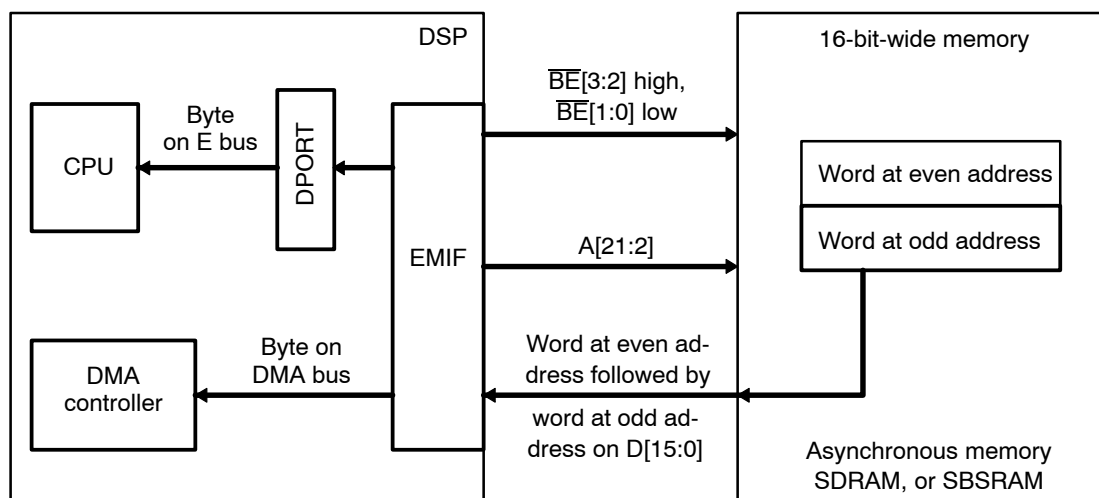 DSP
16-bit-wide memory
B̅E̅[3:2] high,
B̅E̅[1:0] low
Byte
on E bus
CPU
DPORT
Word at even address
Word at odd address
EMIF
A[21:2]
Byte on
DMA bus
DMA
controller
Word at even ad-
dress followed by
word at odd ad-
dress on D[15:0]
Asynchronous memory
SDRAM, or SBSRAM